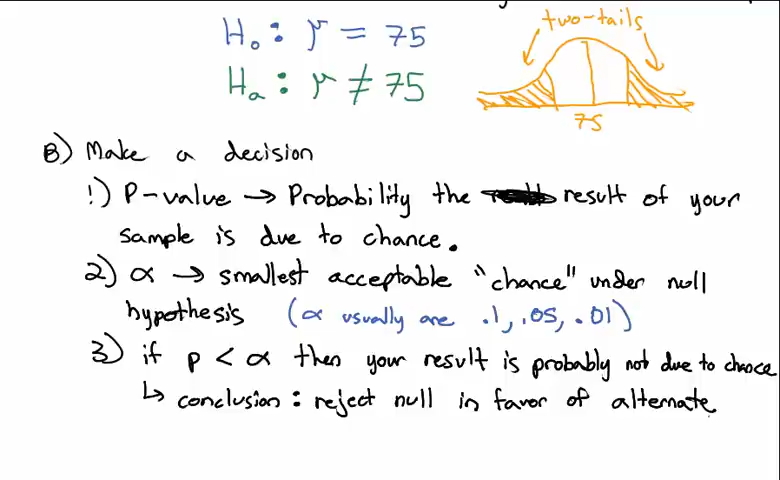 two-tails
H₀ : μ = 75
Hₐ : μ ≠ 75
75
B) Make a decision
1) P-value → Probability the result of your
sample is due to chance.
2) α → smallest acceptable "chance" under null
hypothesis (α usually are .1, .05, .01)
3) if p < α then your result is probably not due to chance
↳ conclusion: reject null in favor of alternate